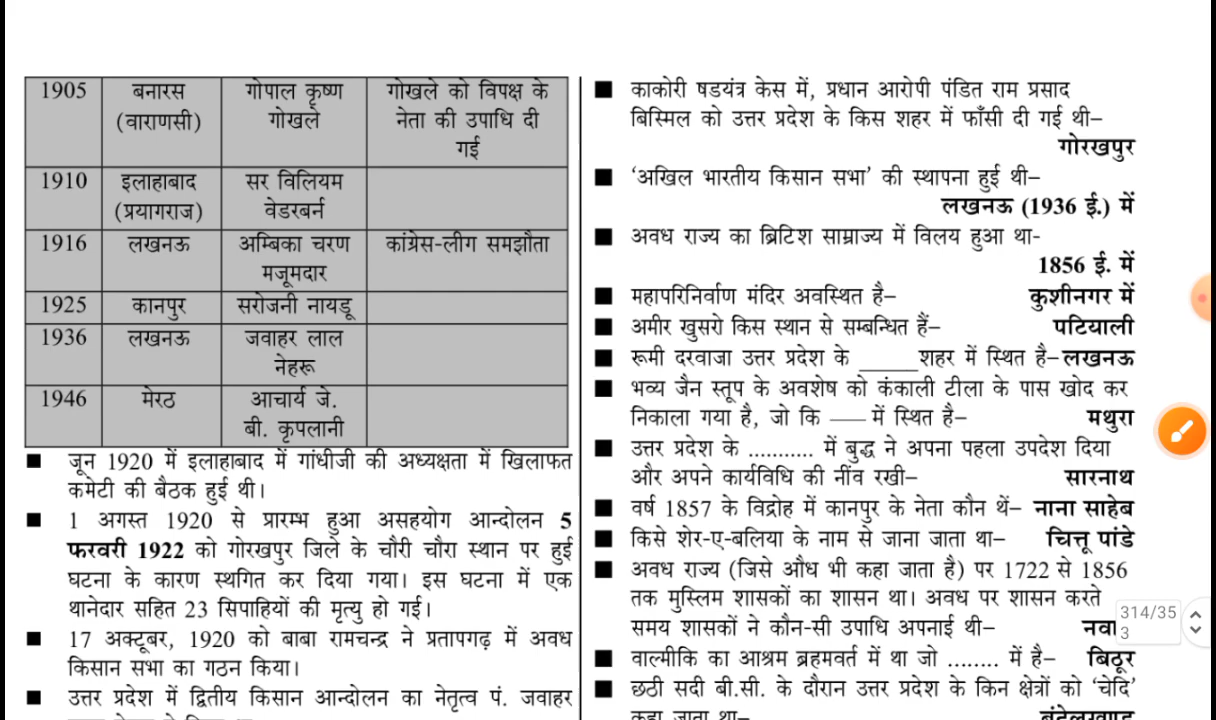 1905 बनारस (वाराणसी) गोपाल कृष्ण गोखले गोखले को विपक्ष के नेता की उपाधि दी गई
1910 इलाहाबाद (प्रयागराज) सर विलियम वेडरबर्न
1916 लखनऊ अम्बिका चरण मजूमदार कांग्रेस-लीग समझौता
1925 कानपुर सरोजनी नायडू
1936 लखनऊ जवाहर लाल नेहरू
1946 मेरठ आचार्य जे. बी. कृपलानी
■ जून 1920 में इलाहाबाद में गांधीजी की अध्यक्षता में खिलाफत
कमेटी की बैठक हुई थी।
■ 1 अगस्त 1920 से प्रारम्भ हुआ असहयोग आन्दोलन 5
फरवरी 1922 को गोरखपुर जिले के चौरी चौरा स्थान पर हुई
घटना के कारण स्थगित कर दिया गया। इस घटना में एक
थानेदार सहित 23 सिपाहियों की मृत्यु हो गई।
■ 17 अक्टूबर, 1920 को बाबा रामचन्द्र ने प्रतापगढ़ में अवध
किसान सभा का गठन किया।
■ उत्तर प्रदेश में द्वितीय किसान आन्दोलन का नेतृत्व पं. जवाहर
■ काकोरी षडयंत्र केस में, प्रधान आरोपी पंडित राम प्रसाद
बिस्मिल को उत्तर प्रदेश के किस शहर में फाँसी दी गई थी–
गोरखपुर
■ ‘अखिल भारतीय किसान सभा’ की स्थापना हुई थी–
लखनऊ (1936 ई.) में
■ अवध राज्य का ब्रिटिश साम्राज्य में विलय हुआ था-
1856 ई. में
■ महापरिनिर्वाण मंदिर अवस्थित है– कुशीनगर में
■ अमीर खुसरो किस स्थान से सम्बन्धित हैं– पटियाली
■ रूमी दरवाजा उत्तर प्रदेश के ______ शहर में स्थित है– लखनऊ
■ भव्य जैन स्तूप के अवशेष को कंकाली टीला के पास खोद कर
निकाला गया है, जो कि ___ में स्थित है– मथुरा
■ उत्तर प्रदेश के ............ में बुद्ध ने अपना पहला उपदेश दिया
और अपने कार्यविधि की नींव रखी– सारनाथ
■ वर्ष 1857 के विद्रोह में कानपुर के नेता कौन थें– नाना साहेब
■ किसे शेर-ए-बलिया के नाम से जाना जाता था– चित्तू पांडे
■ अवध राज्य (जिसे औध भी कहा जाता है) पर 1722 से 1856
तक मुस्लिम शासकों का शासन था। अवध पर शासन करते
समय शासकों ने कौन-सी उपाधि अपनाई थी–
314/353
■ वाल्मीकि का आश्रम ब्रहमवर्त में था जो ........ में है– बिठूर
■ छठी सदी बी.सी. के दौरान उत्तर प्रदेश के किन क्षेत्रों को ‘चेदि’